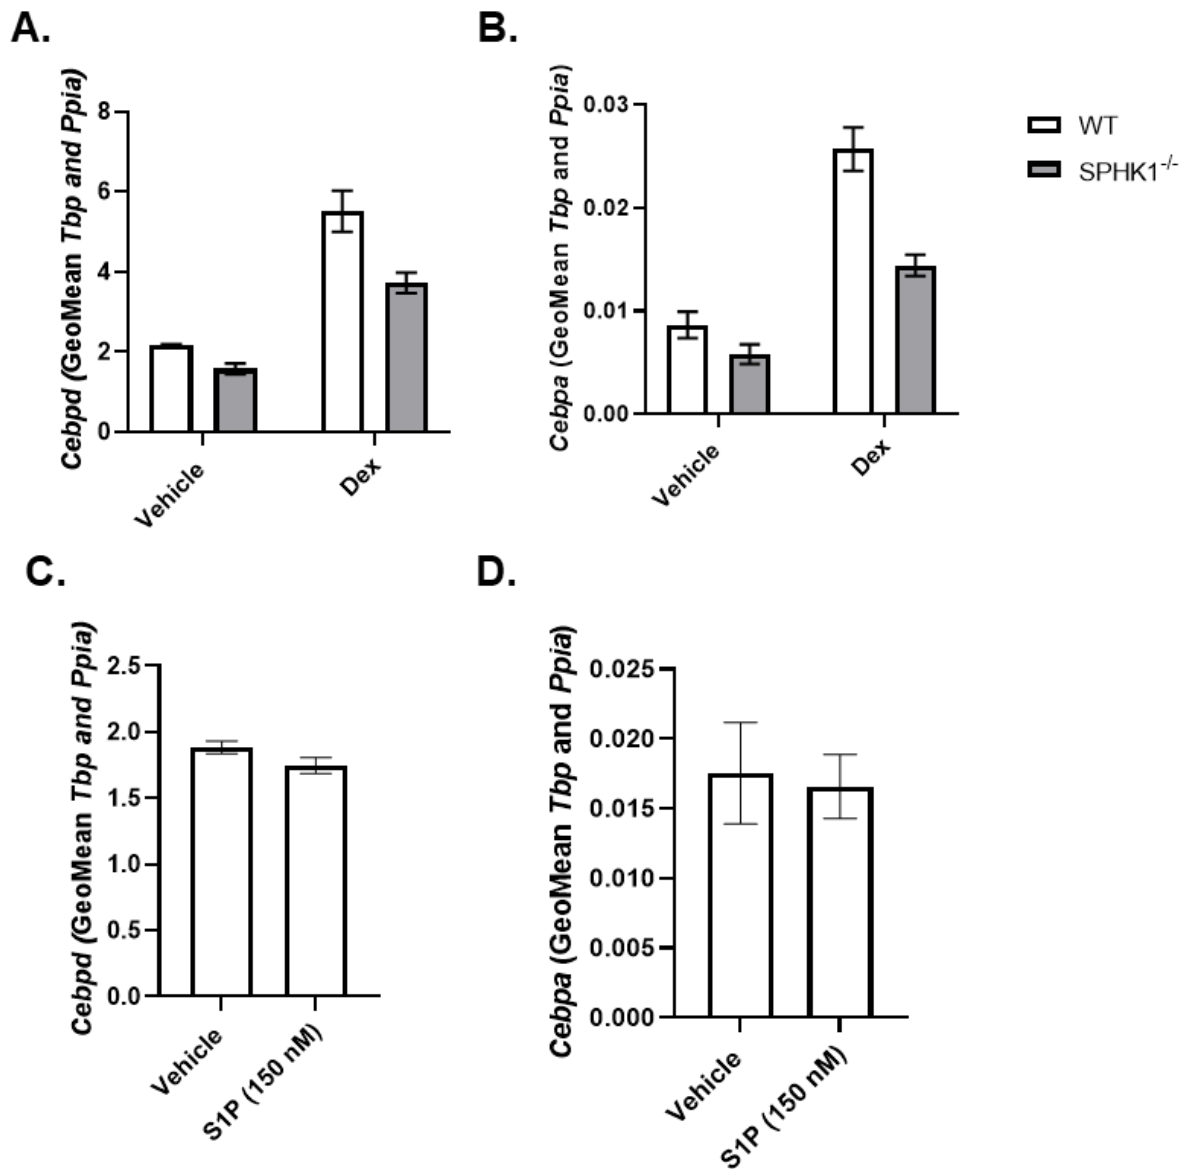 A.
Cebpd (GeoMean Tbp and Ppia)
8
6
4
2
0
Vehicle
Dex
B.
Cebpa (GeoMean Tbp and Ppia)
0.03
0.02
0.01
0.00
Vehicle
Dex
WT
SPHK1-/-
C.
Cebpd (GeoMean Tbp and Ppia)
2.5
2.0
1.5
1.0
0.5
0.0
Vehicle
S1P (150 nM)
D.
Cebpa (GeoMean Tbp and Ppia)
0.025
0.020
0.015
0.010
0.005
0.000
Vehicle
S1P (150 nM)